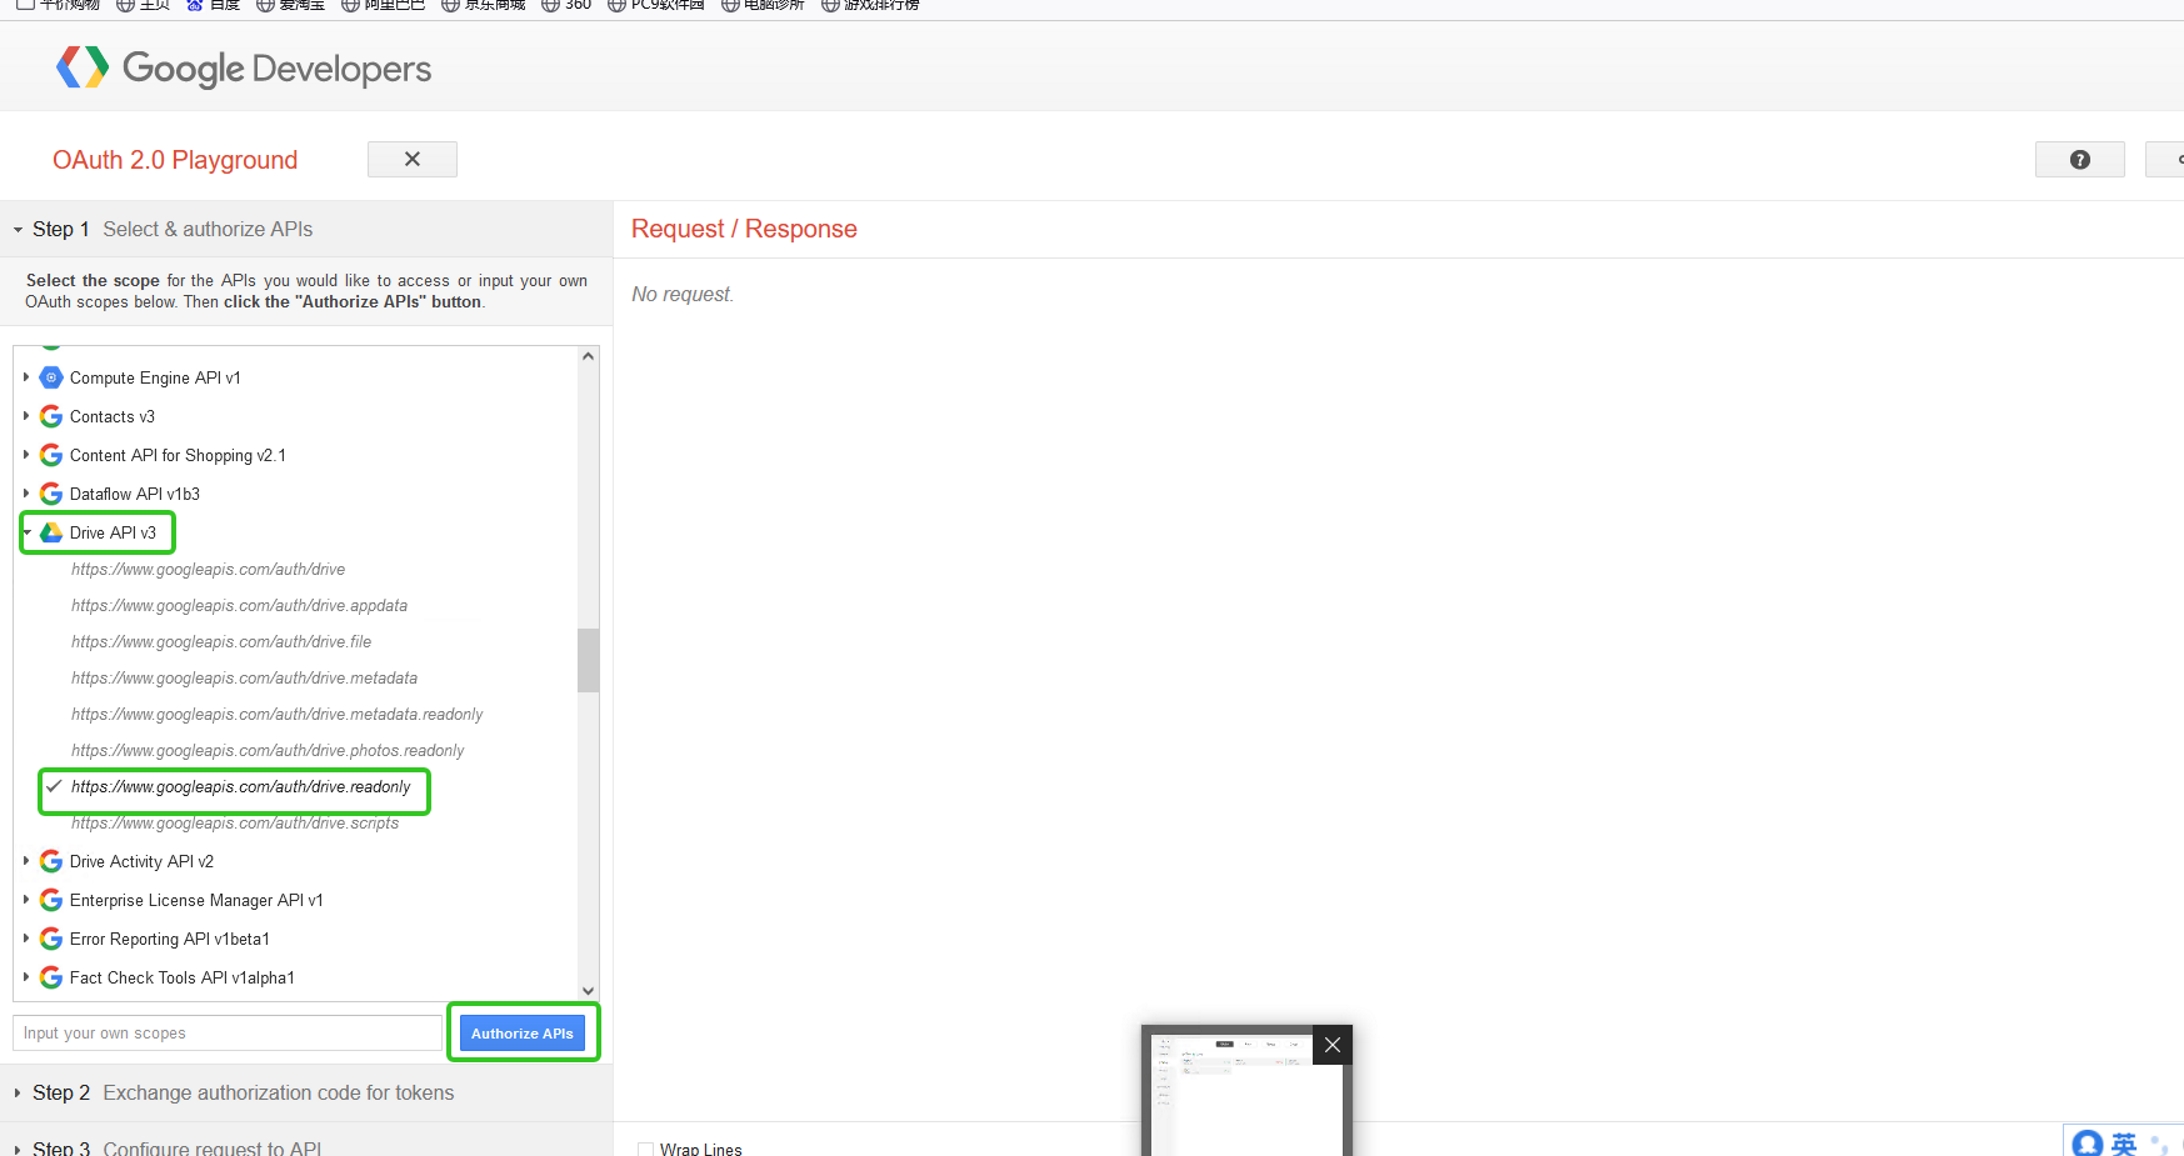 平价购物 主页 百度 爱淘宝 阿里巴巴 京东商城 360 PC9软件园 电脑诊所 游戏排行榜
Google Developers
OAuth 2.0 Playground
Step 1 Select & authorize APIs
Select the scope for the APIs you would like to access or input your own
OAuth scopes below. Then click the "Authorize APIs" button.
Compute Engine API v1
Contacts v3
Content API for Shopping v2.1
Dataflow API v1b3
Drive API v3
https://www.googleapis.com/auth/drive
https://www.googleapis.com/auth/drive.appdata
https://www.googleapis.com/auth/drive.file
https://www.googleapis.com/auth/drive.metadata
https://www.googleapis.com/auth/drive.metadata.readonly
https://www.googleapis.com/auth/drive.photos.readonly
https://www.googleapis.com/auth/drive.readonly
https://www.googleapis.com/auth/drive.scripts
Drive Activity API v2
Enterprise License Manager API v1
Error Reporting API v1beta1
Fact Check Tools API v1alpha1
Input your own scopes
Authorize APIs
Step 2 Exchange authorization code for tokens
Step 3 Configure request to API
Request / Response
No request.
Wrap Lines
英